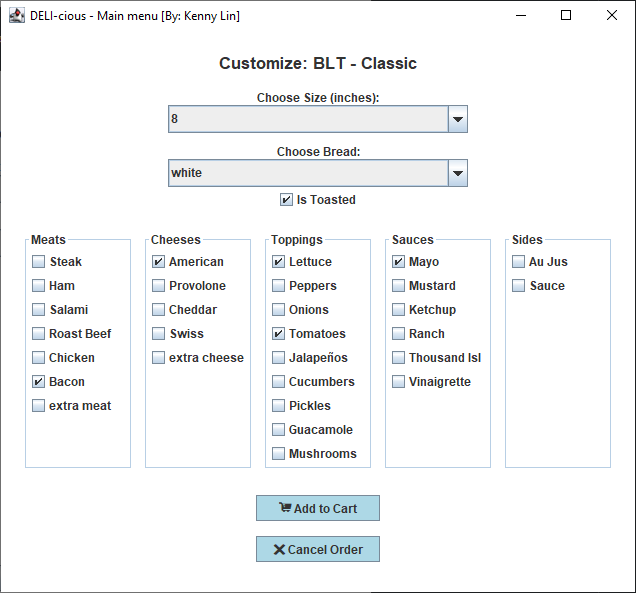 DELI-cious - Main menu [By: Kenny Lin]
Customize: BLT - Classic
Choose Size (inches):
8
Choose Bread:
white
Is Toasted
Meats
Steak
Ham
Salami
Roast Beef
Chicken
Bacon
extra meat
Cheeses
American
Provolone
Cheddar
Swiss
extra cheese
Toppings
Lettuce
Peppers
Onions
Tomatoes
Jalapeños
Cucumbers
Pickles
Guacamole
Mushrooms
Sauces
Mayo
Mustard
Ketchup
Ranch
Thousand Isl
Vinaigrette
Sides
Au Jus
Sauce
Add to Cart
Cancel Order